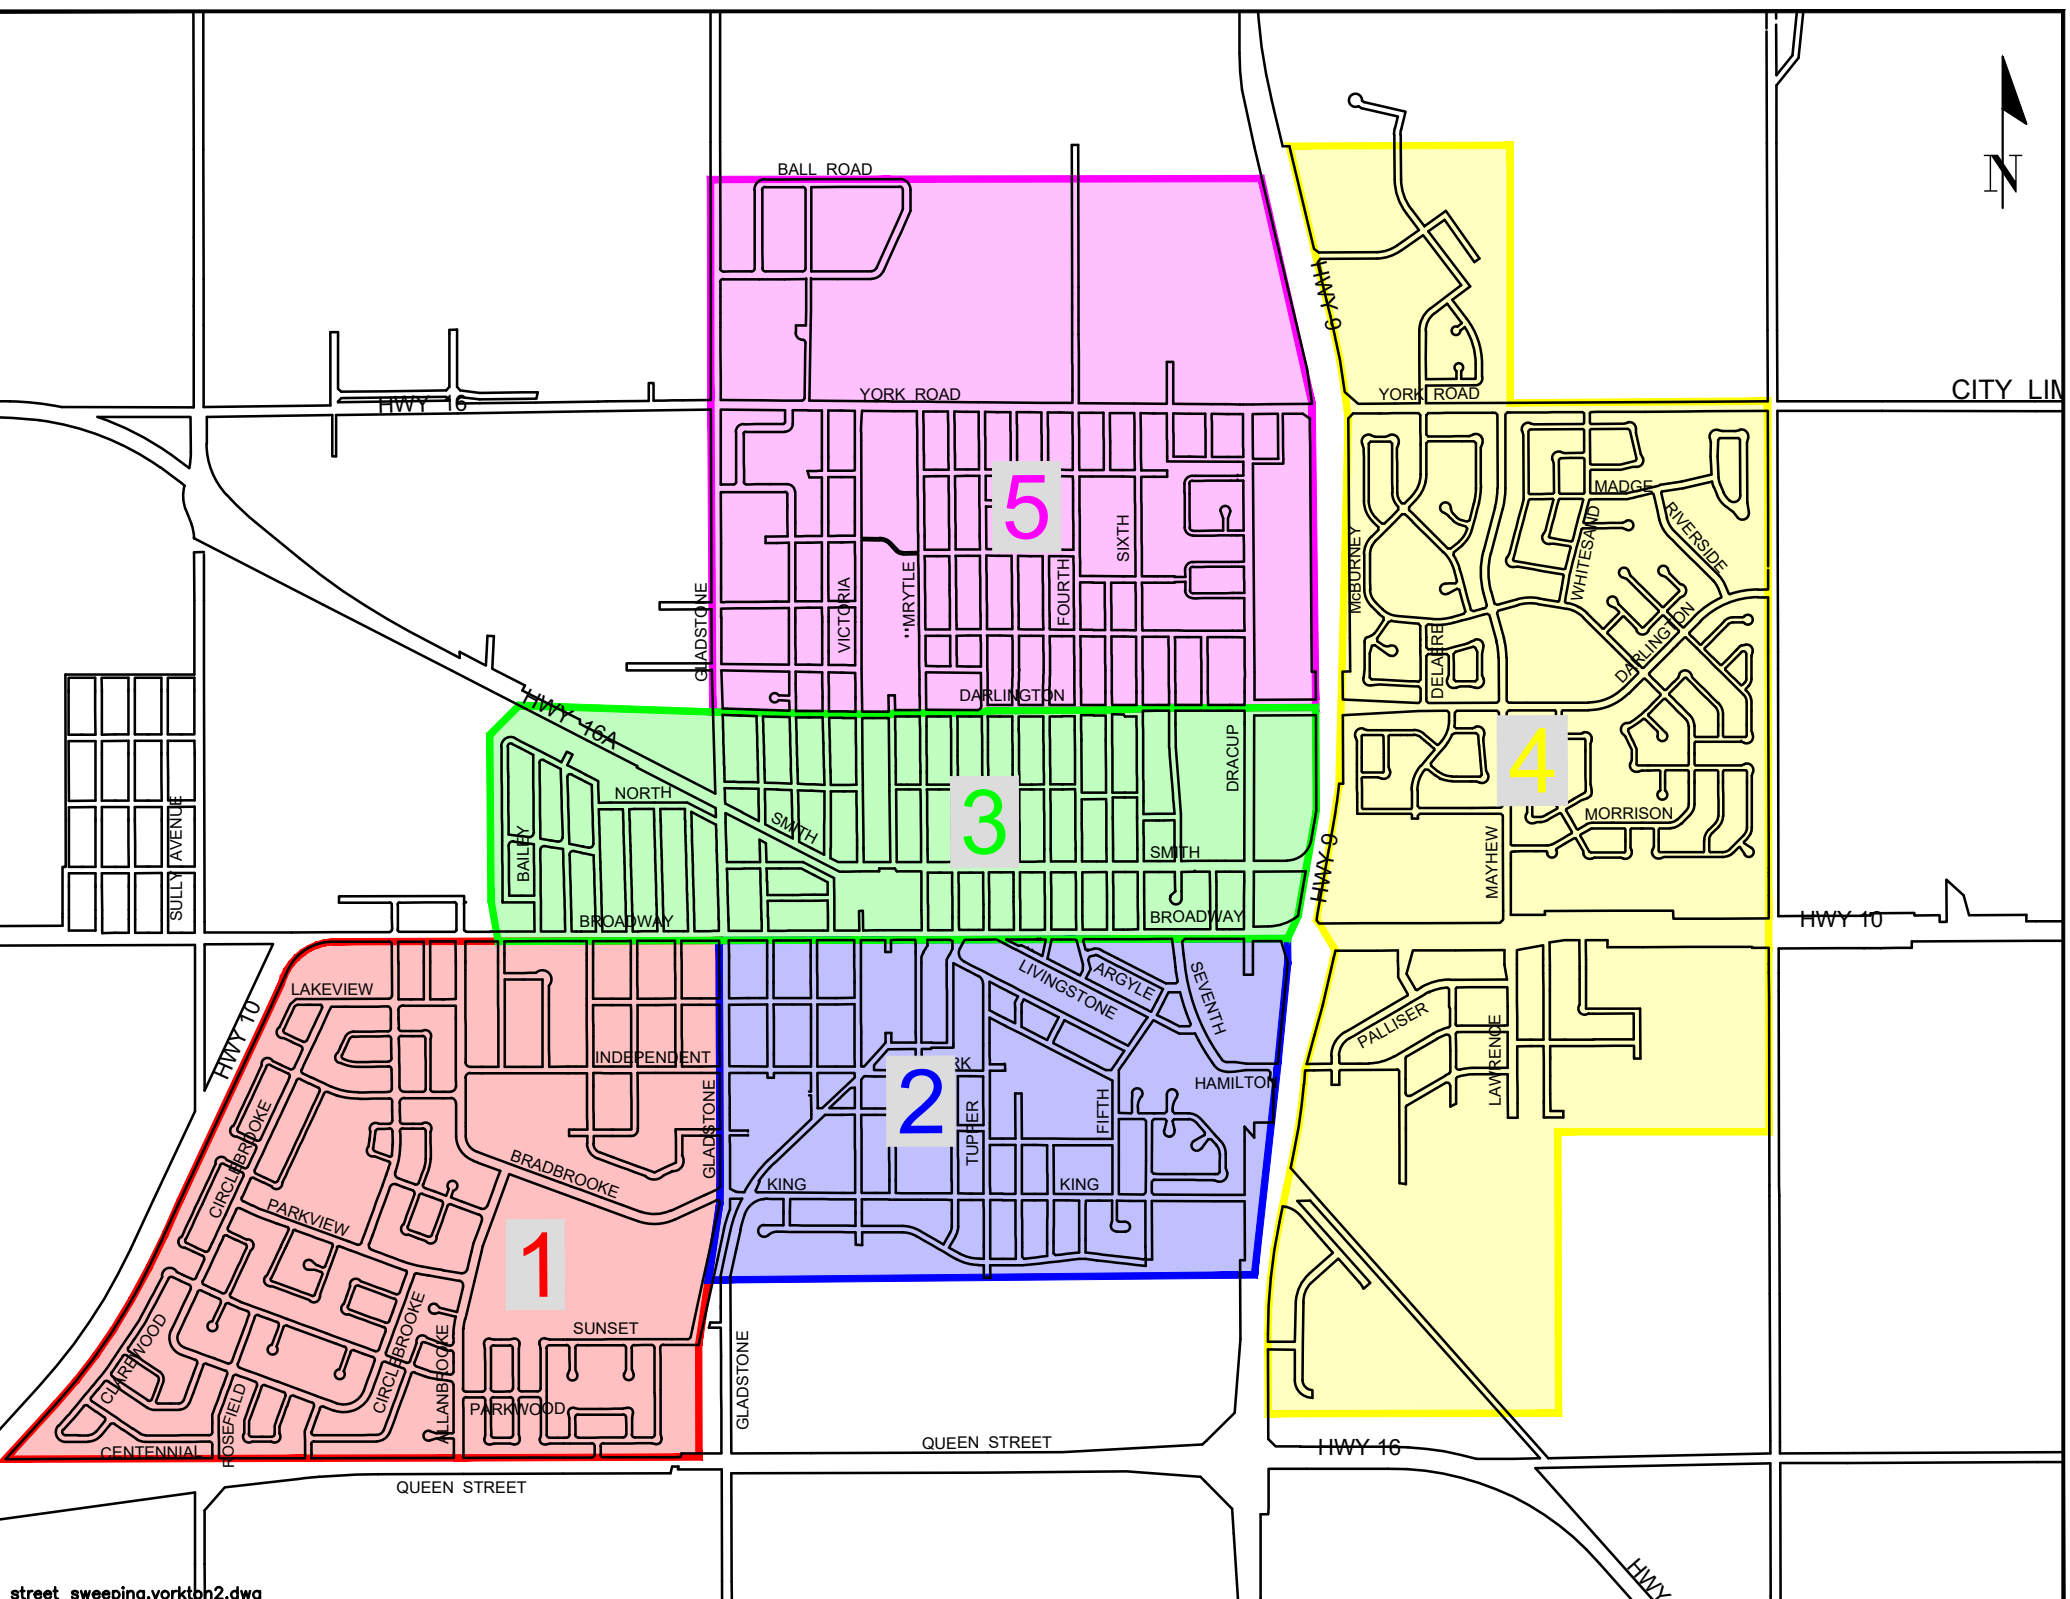 BALL ROAD
N
HWY 9
CITY LIM
HWY 16
YORK ROAD
YORK ROAD
5
MADGE
RIVERSIDE
WHITESAND
SIXTH
McBURNEY
FOURTH
"MRYTLE
VICTORIA
GLADSTONE
DELAERE
DARLINGTON
DARLINGTON
HWY 16A
DRACUP
4
NORTH
3
SMITH
MORRISON
SMITH
BAILEY
SULLY AVENUE
MAYHEW
HWY 9
BROADWAY
BROADWAY
HWY 10
LAKEVIEW
LIVINGSTONE
ARGYLE
SEVENTH
HWY 10
PALLISER
LAWRENCE
INDEPENDENT
RK
HAMILTON
2
GLADSTONE
TUPPER
FIFTH
CIRCLEBROOKE
BRADBROOKE
KING
KING
PARKVIEW
1
SUNSET
CLAREWOOD
CIRCLEBROOKE
ALLANBROOKE
GLADSTONE
ROSEFIELD
PARKWOOD
CENTENNIAL
QUEEN STREET
HWY 16
QUEEN STREET
HWY
street_sweeping.yorkton2.dwg